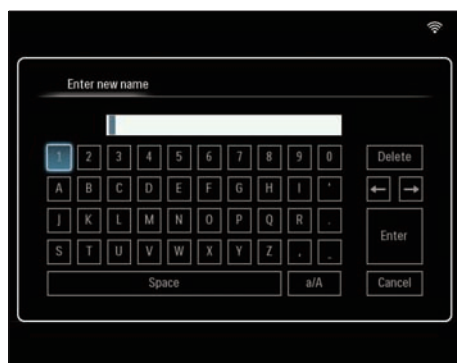 Enter new name
1 2 3 4 5 6 7 8 9 0 Delete
A B C D E F G H I '
J K L M N O P Q R . Enter
S T U V W X Y Z , _
Space a/A Cancel